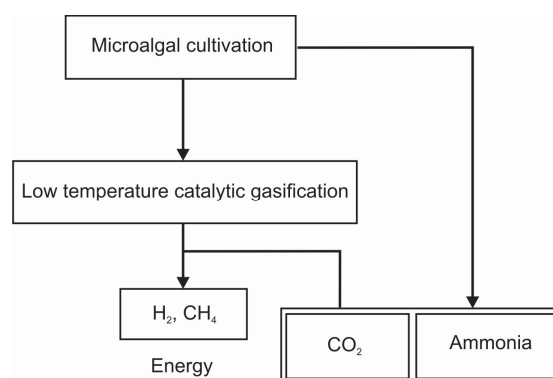 Microalgal cultivation
Low temperature catalytic gasification
H₂, CH₄
Energy
CO₂
Ammonia